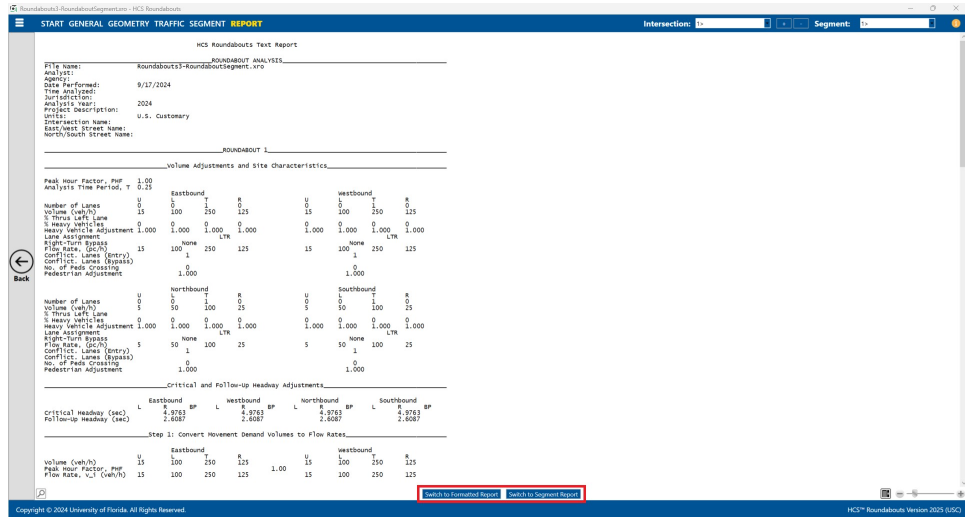 Roundabouts3-RoundaboutSegment.xro - HCS Roundabouts
START GENERAL GEOMETRY TRAFFIC SEGMENT REPORT Intersection: 1> + - Segment: 1>
HCS Roundabouts Text Report
ROUNDABOUT ANALYSIS
File Name: Roundabouts3-RoundaboutSegment.xro
Analyst:
Agency:
Date Performed: 9/17/2024
Time Analyzed:
Jurisdiction:
Analysis Year: 2024
Project Description:
Units: U.S. Customary
Intersection Name:
East/West Street Name:
North/South Street Name:
ROUNDABOUT 1
Volume Adjustments and Site Characteristics
Peak Hour Factor, PHF 1.00
Analysis Time Period, T 0.25
Eastbound Westbound
U L T R U L T R
Number of Lanes 0 0 1 0 0 0 1 0
Volume (veh/h) 15 100 250 125 15 100 250 125
% Thrus Left Lane
% Heavy Vehicles 0 0 0 0 0 0 0 0
Heavy Vehicle Adjustment 1.000 1.000 1.000 1.000 1.000 1.000 1.000 1.000
Lane Assignment LTR LTR
Right-Turn Bypass None None
Flow Rate, (pc/h) 15 100 250 125 15 100 250 125
Conflict. Lanes (Entry) 1 1
Conflict. Lanes (Bypass)
No. of Peds Crossing 0 0
Pedestrian Adjustment 1.000 1.000
Northbound Southbound
U L T R U L T R
Number of Lanes 0 0 1 0 0 0 1 0
Volume (veh/h) 5 50 100 25 5 50 100 25
% Thrus Left Lane
% Heavy Vehicles 0 0 0 0 0 0 0 0
Heavy Vehicle Adjustment 1.000 1.000 1.000 1.000 1.000 1.000 1.000 1.000
Lane Assignment LTR LTR
Right-Turn Bypass None None
Flow Rate, (pc/h) 5 50 100 25 5 50 100 25
Conflict. Lanes (Entry) 1 1
Conflict. Lanes (Bypass)
No. of Peds Crossing 0 0
Pedestrian Adjustment 1.000 1.000
Back
Critical and Follow-Up Headway Adjustments
Eastbound Westbound Northbound Southbound
L R BP L R BP L R BP L R BP
Critical Headway (sec) 4.9763 4.9763 4.9763 4.9763
Follow-Up Headway (sec) 2.6087 2.6087 2.6087 2.6087
Step 1: Convert Movement Demand Volumes to Flow Rates
Eastbound Westbound
U L T R U L T R
Volume (veh/h) 15 100 250 125 15 100 250 125
Peak Hour Factor, PHF 1.00
Flow Rate, v_i (veh/h) 15 100 250 125 15 100 250 125
Switch to Formatted Report Switch to Segment Report
Copyright © 2024 University of Florida. All Rights Reserved. HCS™ Roundabouts Version 2025 (USC)